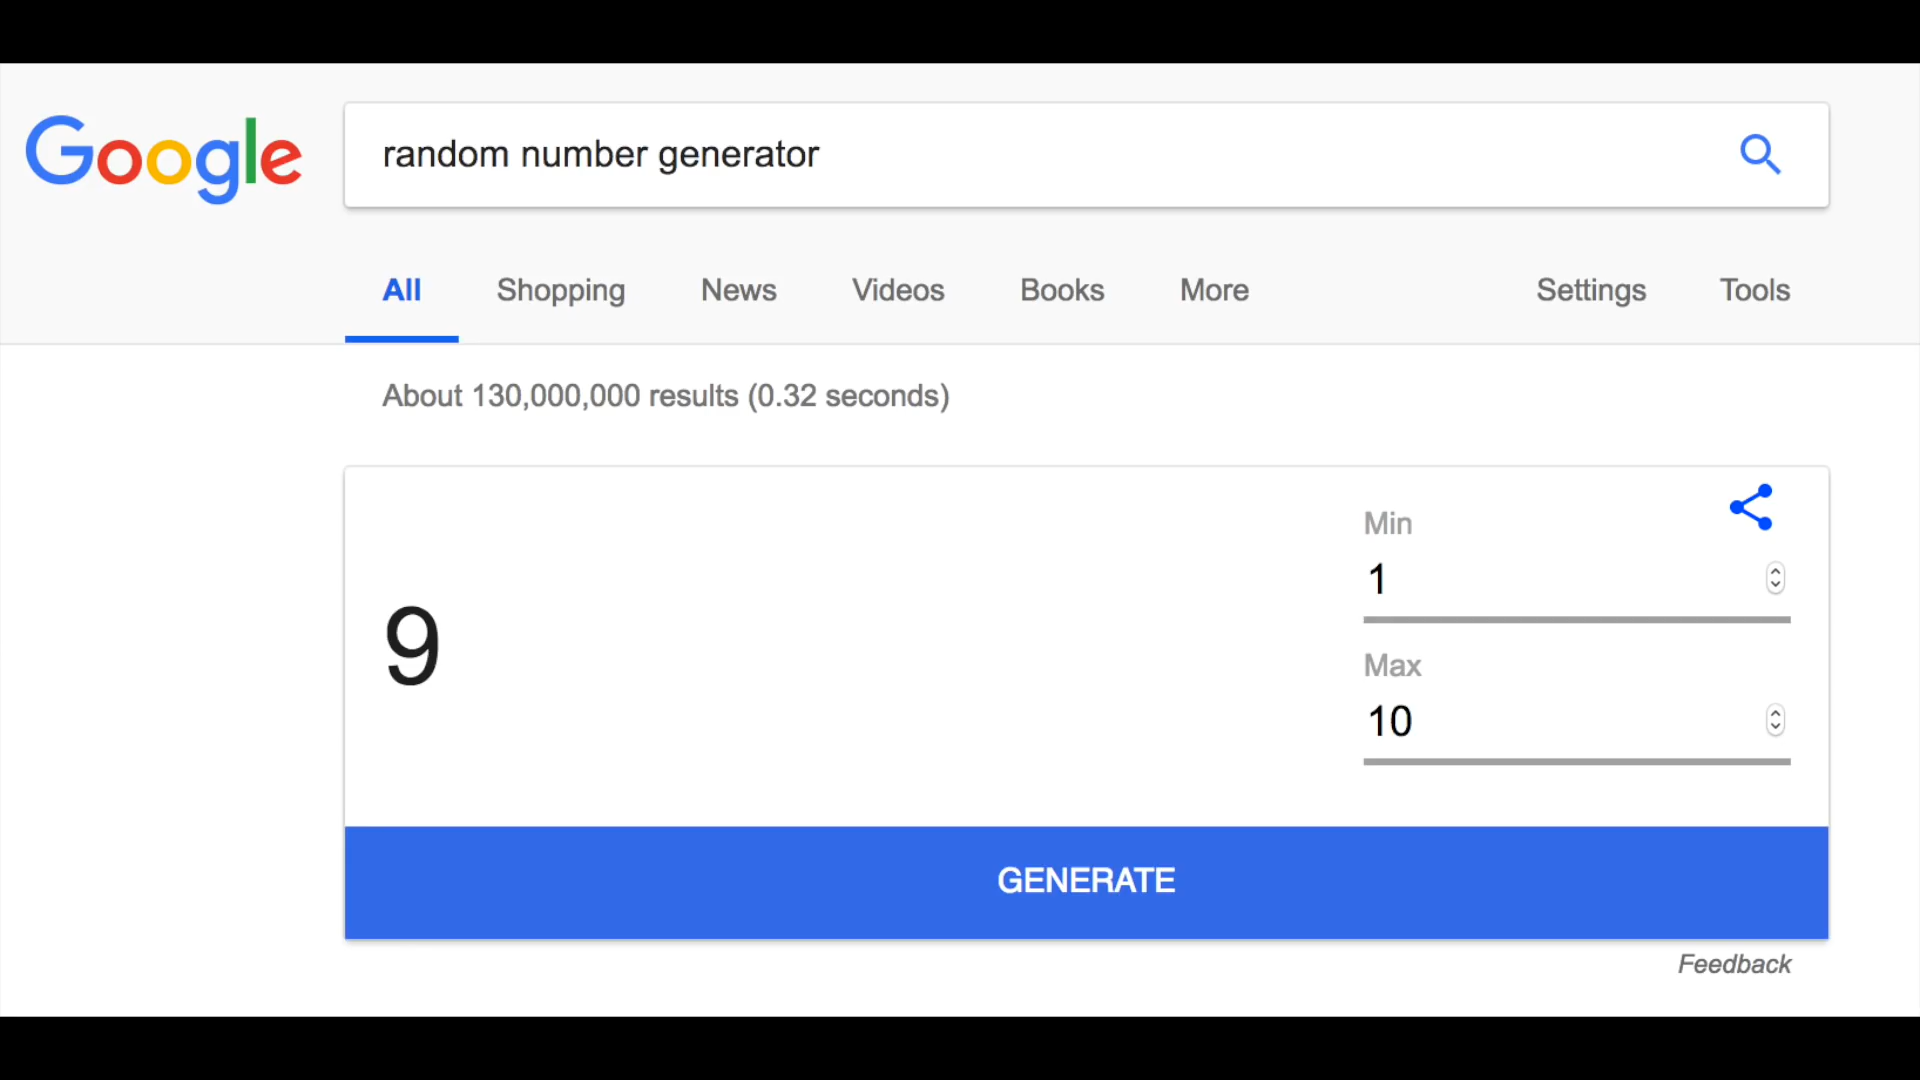 Google
random number generator
All Shopping News Videos Books More Settings Tools
About 130,000,000 results (0.32 seconds)
Min
1
9
Max
10
GENERATE
Feedback